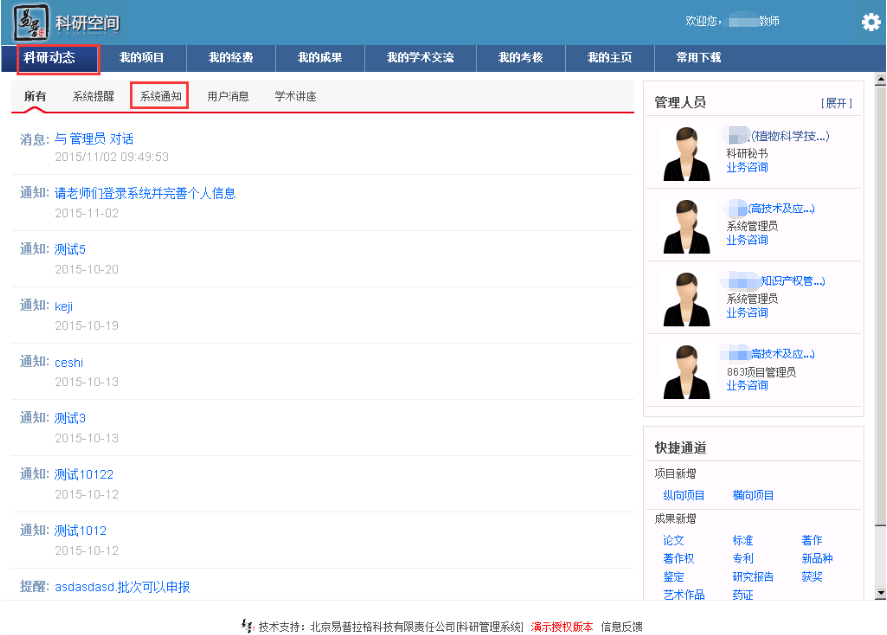 易普 科研空间
欢迎您， 教师
科研动态 我的项目 我的经费 我的成果 我的学术交流 我的考核 我的主页 常用下载
所有 系统提醒 系统通知 用户消息 学术讲座
消息: 与 管理员 对话
2015/11/02 09:49:53
通知: 请老师们登录系统并完善个人信息
2015-11-02
通知: 测试5
2015-10-20
通知: keji
2015-10-19
通知: ceshi
2015-10-13
通知: 测试3
2015-10-13
通知: 测试10122
2015-10-12
通知: 测试1012
2015-10-12
提醒: asdasdasd.批次可以申报
管理人员 [展开]
(植物科学技...)
科研秘书
业务咨询
(高技术及应...)
系统管理员
业务咨询
知识产权管...)
系统管理员
业务咨询
高技术及应...)
863项目管理员
业务咨询
快捷通道
项目新增
纵向项目 横向项目
成果新增
论文 标准 著作
著作权 专利 新品种
鉴定 研究报告 获奖
艺术作品 药证
技术支持：北京易普拉格科技有限责任公司[科研管理系统] 演示授权版本 信息反馈